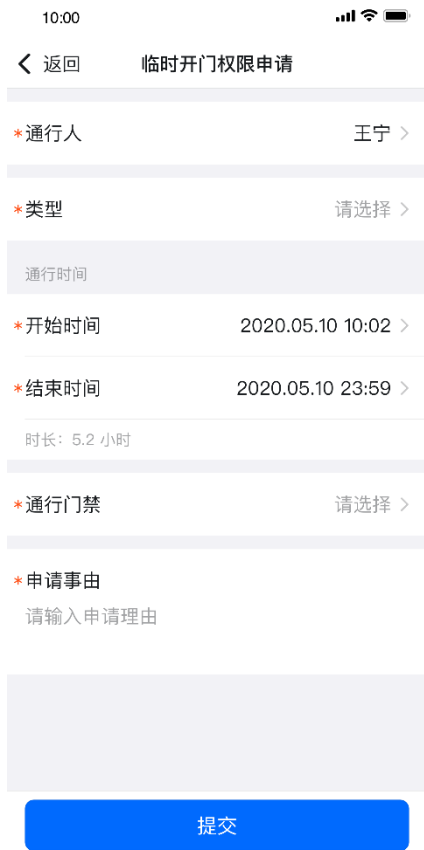 10:00
返回 临时开门权限申请
*通行人 王宁
*类型 请选择
通行时间
*开始时间 2020.05.10 10:02
*结束时间 2020.05.10 23:59
时长：5.2 小时
*通行门禁 请选择
*申请事由
请输入申请理由
提交